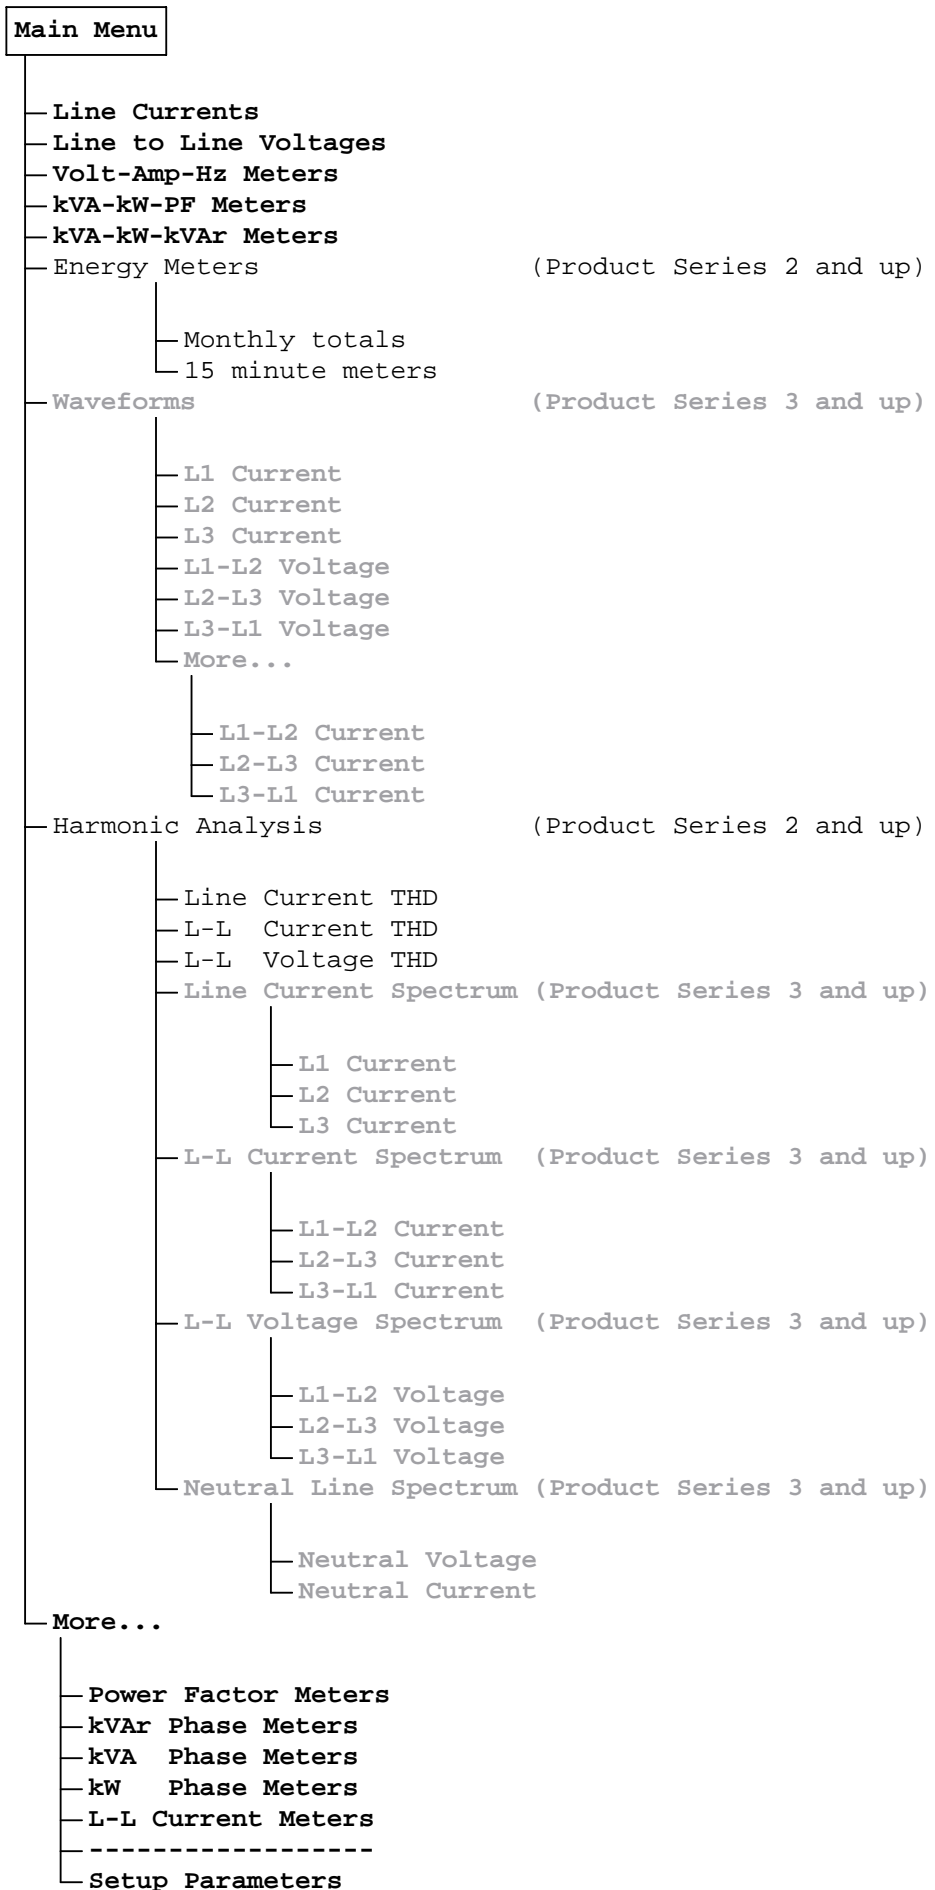 Main Menu
Line Currents
Line to Line Voltages
Volt-Amp-Hz Meters
kVA-kW-PF Meters
kVA-kW-kVAr Meters
Energy Meters (Product Series 2 and up)
Monthly totals
15 minute meters
Waveforms (Product Series 3 and up)
L1 Current
L2 Current
L3 Current
L1-L2 Voltage
L2-L3 Voltage
L3-L1 Voltage
More...
L1-L2 Current
L2-L3 Current
L3-L1 Current
Harmonic Analysis (Product Series 2 and up)
Line Current THD
L-L  Current THD
L-L  Voltage THD
Line Current Spectrum (Product Series 3 and up)
L1 Current
L2 Current
L3 Current
L-L Current Spectrum (Product Series 3 and up)
L1-L2 Current
L2-L3 Current
L3-L1 Current
L-L Voltage Spectrum (Product Series 3 and up)
L1-L2 Voltage
L2-L3 Voltage
L3-L1 Voltage
Neutral Line Spectrum (Product Series 3 and up)
Neutral Voltage
Neutral Current
More...
Power Factor Meters
kVAr Phase Meters
kVA  Phase Meters
kW   Phase Meters
L-L Current Meters
------------------
Setup Parameters